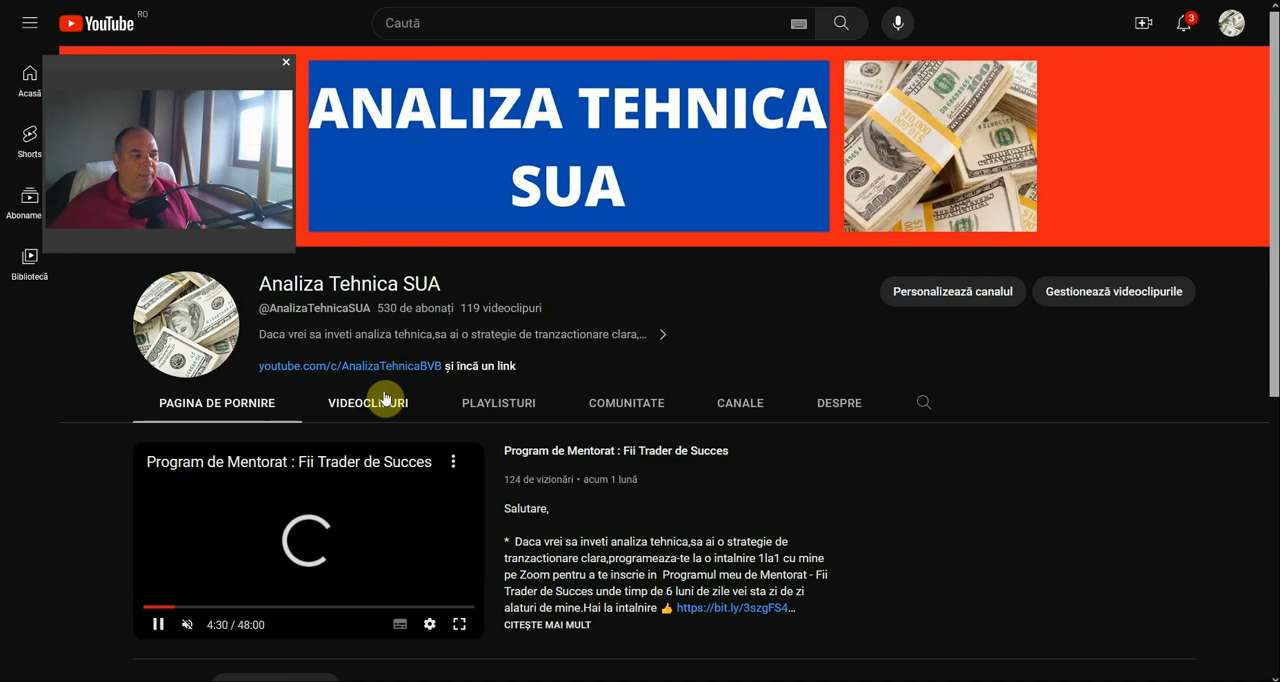 YouTube RO
Caută
3
Acasă
Shorts
Aboname
Bibliotecă
ANALIZA TEHNICA
SUA
Analiza Tehnica SUA
@AnalizaTehnicaSUA 530 de abonați 119 videoclipuri
Daca vrei sa inveti analiza tehnica,sa ai o strategie de tranzactionare clara,...
youtube.com/c/AnalizaTehnicaBVB și încă un link
Personalizează canalul
Gestionează videoclipurile
PAGINA DE PORNIRE VIDEOCLIPURI PLAYLISTURI COMUNITATE CANALE DESPRE
Program de Mentorat : Fii Trader de Succes
4:30 / 48:00
Program de Mentorat : Fii Trader de Succes
124 de vizionări • acum 1 lună
Salutare,
* Daca vrei sa inveti analiza tehnica,sa ai o strategie de
tranzactionare clara,programeaza-te la o intalnire 1la1 cu mine
pe Zoom pentru a te inscrie in Programul meu de Mentorat - Fii
Trader de Succes unde timp de 6 luni de zile vei sta zi de zi
alaturi de mine.Hai la intalnire 👍 https://bit.ly/3szgFS4...
CITEȘTE MAI MULT